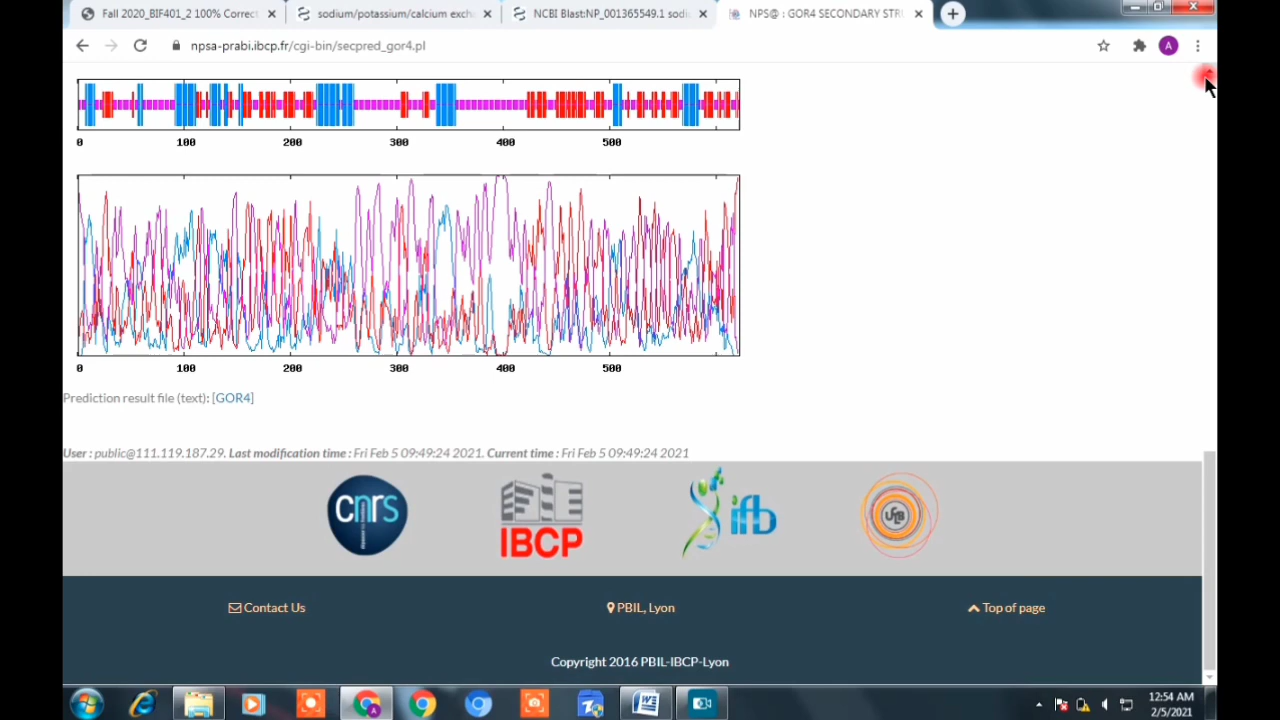 Fall 2020_BIF401_2 100% Correct
sodium/potassium/calcium exch
NCBI Blast:NP_001365549.1 sodi
NPS@ : GOR4 SECONDARY STRU
npsa-prabi.ibcp.fr/cgi-bin/secpred_gor4.pl
A
0 100 200 300 400 500
0 100 200 300 400 500
Prediction result file (text): [GOR4]
User : public@111.119.187.29. Last modification time : Fri Feb 5 09:49:24 2021. Current time : Fri Feb 5 09:49:24 2021
cnrs
IBCP
ifb
Contact Us
PBIL, Lyon
Top of page
Copyright 2016 PBIL-IBCP-Lyon
12:54 AM
2/5/2021